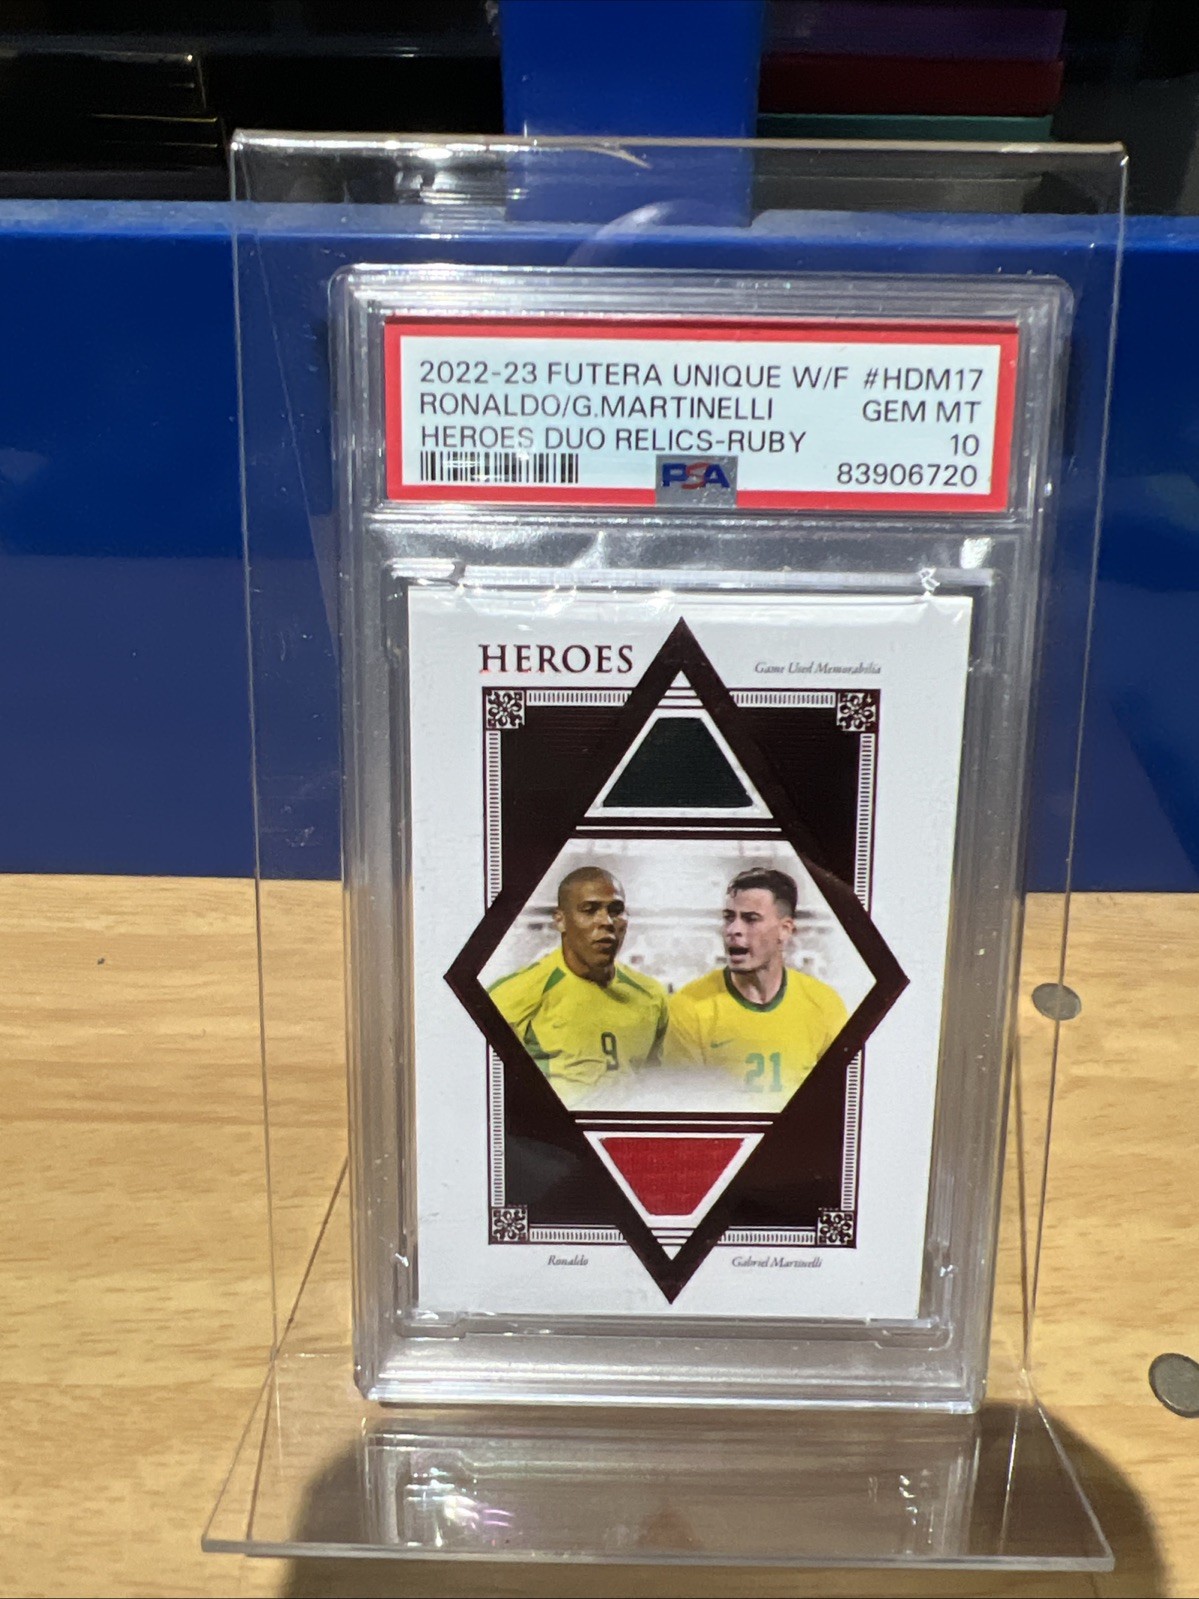 2022-23 FUTERA UNIQUE W/F #HDM17
RONALDO/G.MARTINELLI GEM MT
HEROES DUO RELICS-RUBY 10
PSA 83906720
HEROES
Game Used Memorabilia
9
21
Ronaldo Gabriel Martinelli